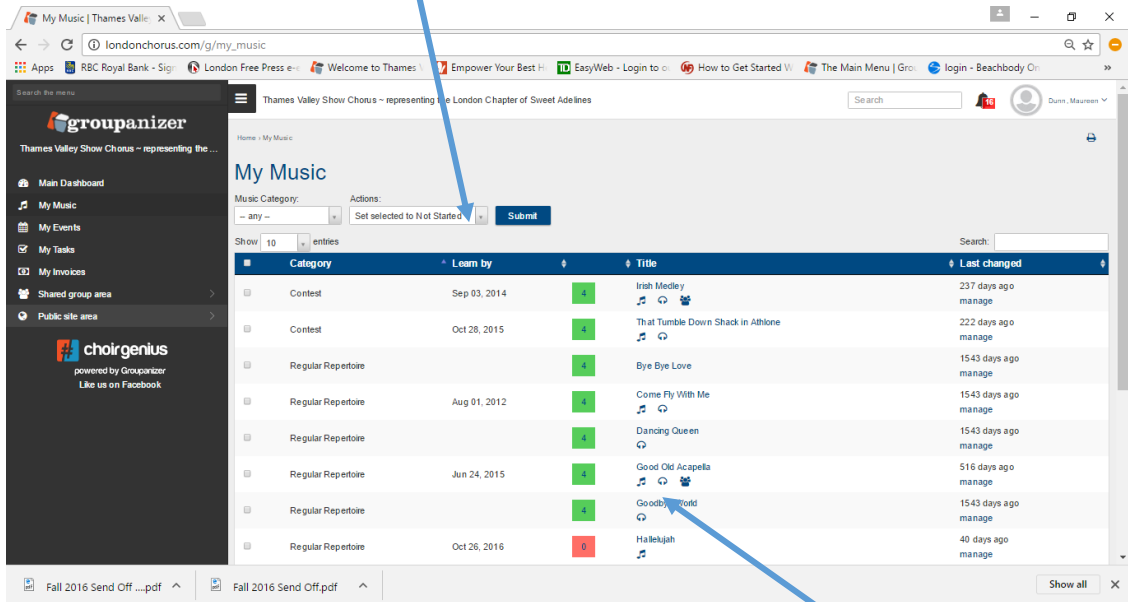 My Music | Thames Valle
londonchorus.com/g/my_music
Apps RBC Royal Bank - Sig London Free Press e-e Welcome to Thames Empower Your Best H EasyWeb - Login to How to Get Started W The Main Menu | Gro login - Beachbody On »
Search the menu
Thames Valley Show Chorus ~ representing the London Chapter of Sweet Adelines
Search
16
Dunn, Maureen
groupanizer
Thames Valley Show Chorus ~ representing the ...
Home › My Music
Main Dashboard
My Music
My Events
My Tasks
My Invoices
Shared group area
Public site area
# choirgenius
powered by Groupanizer
Like us on Facebook
My Music
Music Category: Actions:
-- any -- Set selected to Not Started Submit
Show 10 entries Search:
Category Learn by Title Last changed
Contest Sep 03, 2014 4 Irish Medley 237 days ago
manage
Contest Oct 28, 2015 4 That Tumble Down Shack in Athlone 222 days ago
manage
Regular Repertoire 4 Bye Bye Love 1543 days ago
manage
Regular Repertoire Aug 01, 2012 4 Come Fly With Me 1543 days ago
manage
Regular Repertoire 4 Dancing Queen 1543 days ago
manage
Regular Repertoire Jun 24, 2015 4 Good Old Acapella 516 days ago
manage
Regular Repertoire 4 Goodbye World 1543 days ago
manage
Regular Repertoire Oct 26, 2016 0 Hallelujah 40 days ago
manage
Fall 2016 Send Off ....pdf Fall 2016 Send Off.pdf Show all